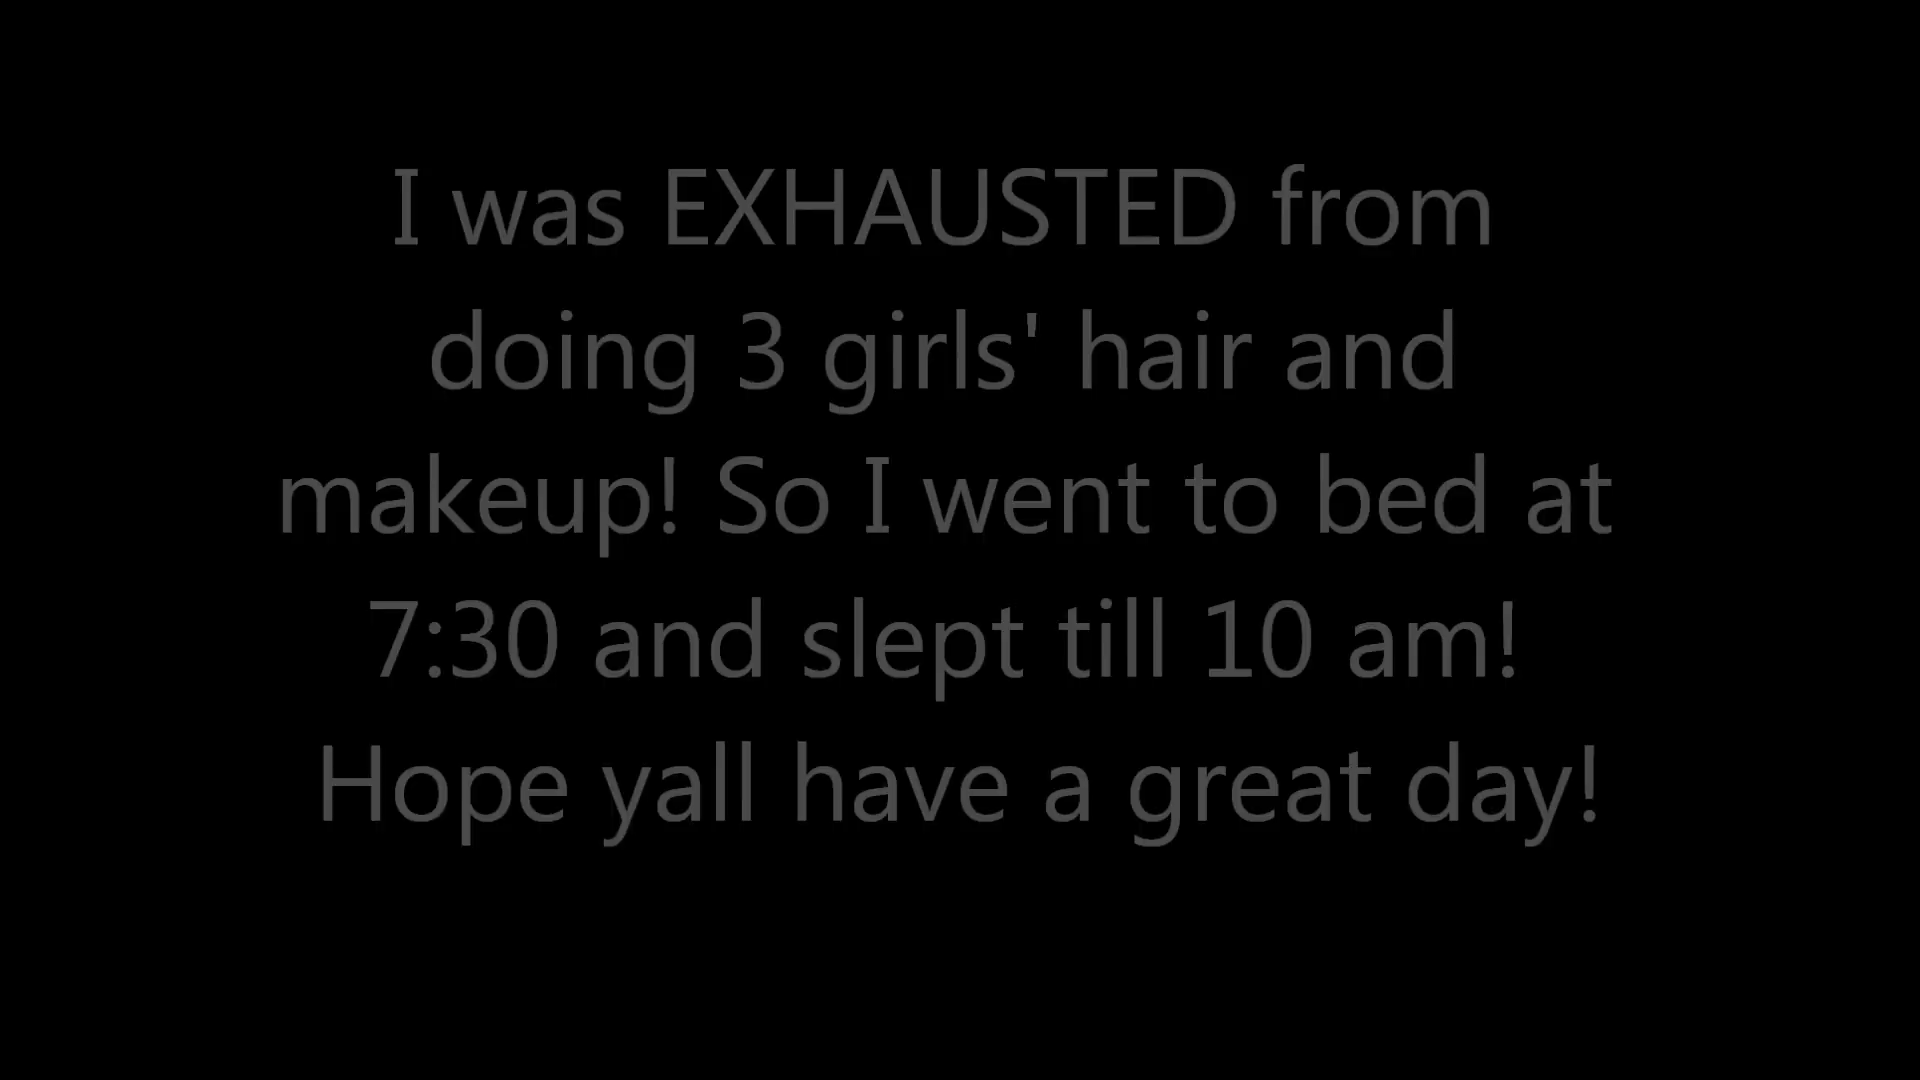 I was EXHAUSTED from
doing 3 girls' hair and
makeup! So I went to bed at
7:30 and slept till 10 am!
Hope yall have a great day!